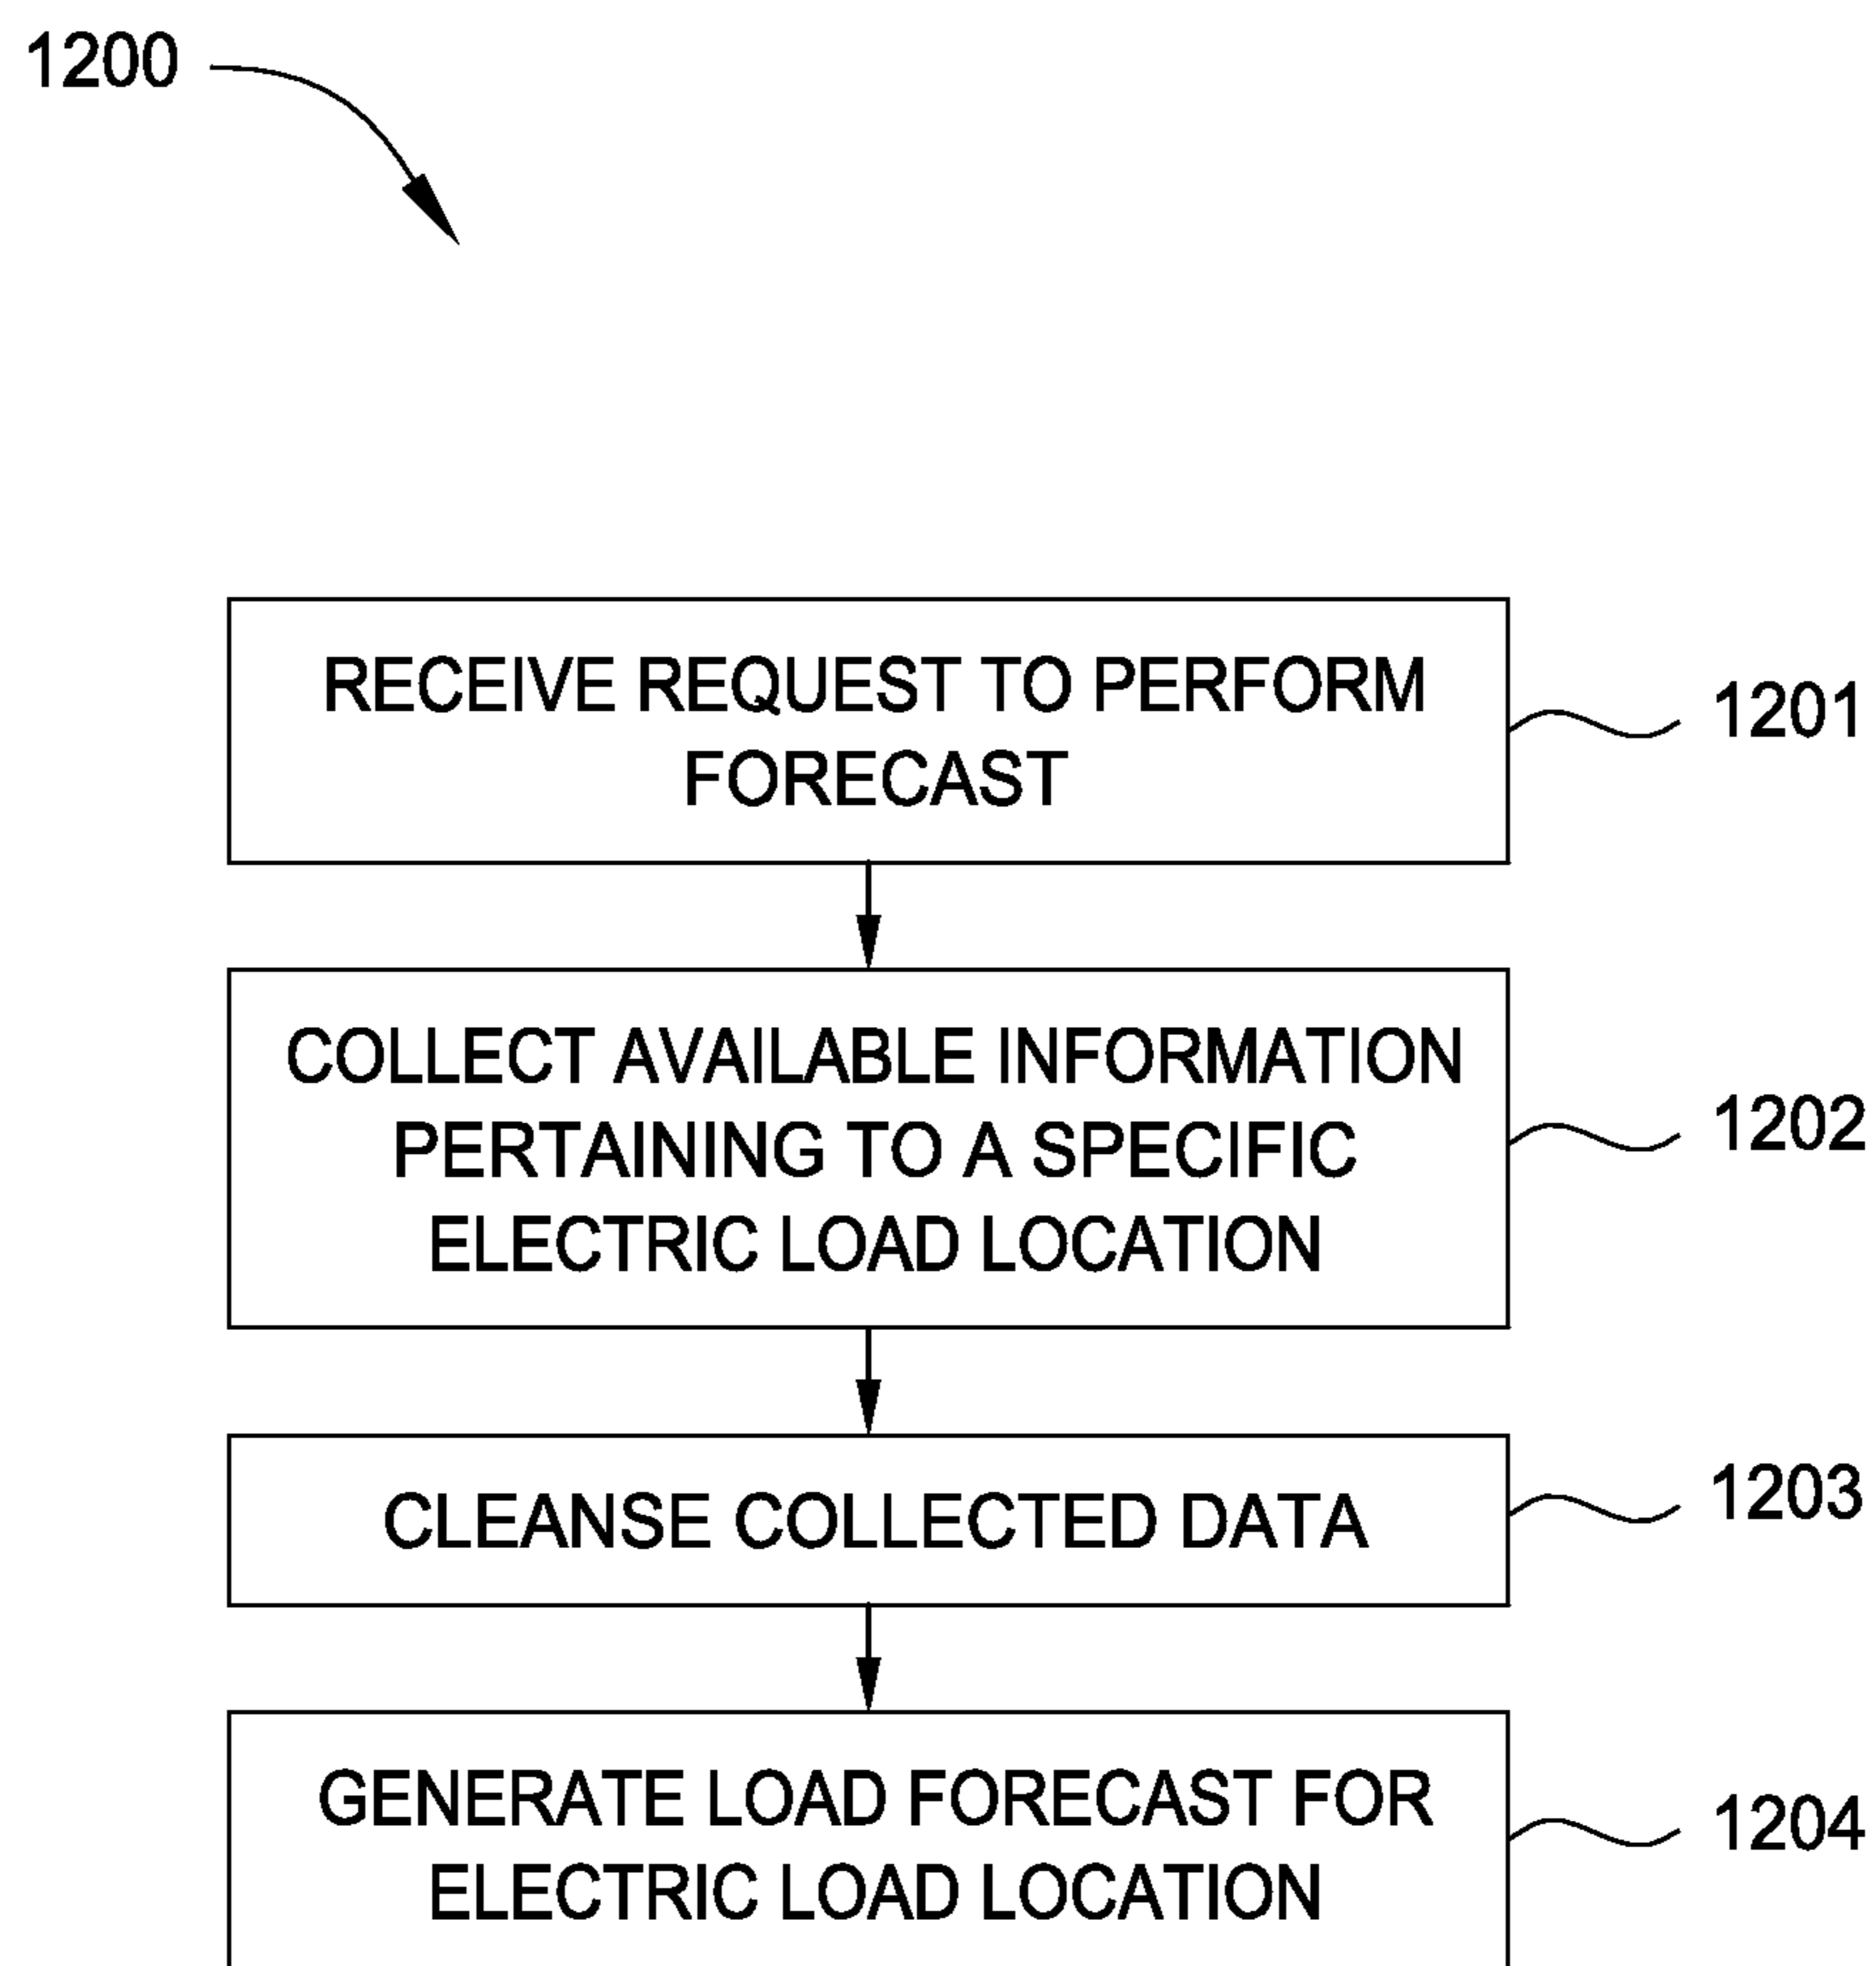 1200
RECEIVE REQUEST TO PERFORM
FORECAST
1201
COLLECT AVAILABLE INFORMATION
PERTAINING TO A SPECIFIC
ELECTRIC LOAD LOCATION
1202
CLEANSE COLLECTED DATA
1203
GENERATE LOAD FORECAST FOR
ELECTRIC LOAD LOCATION
1204